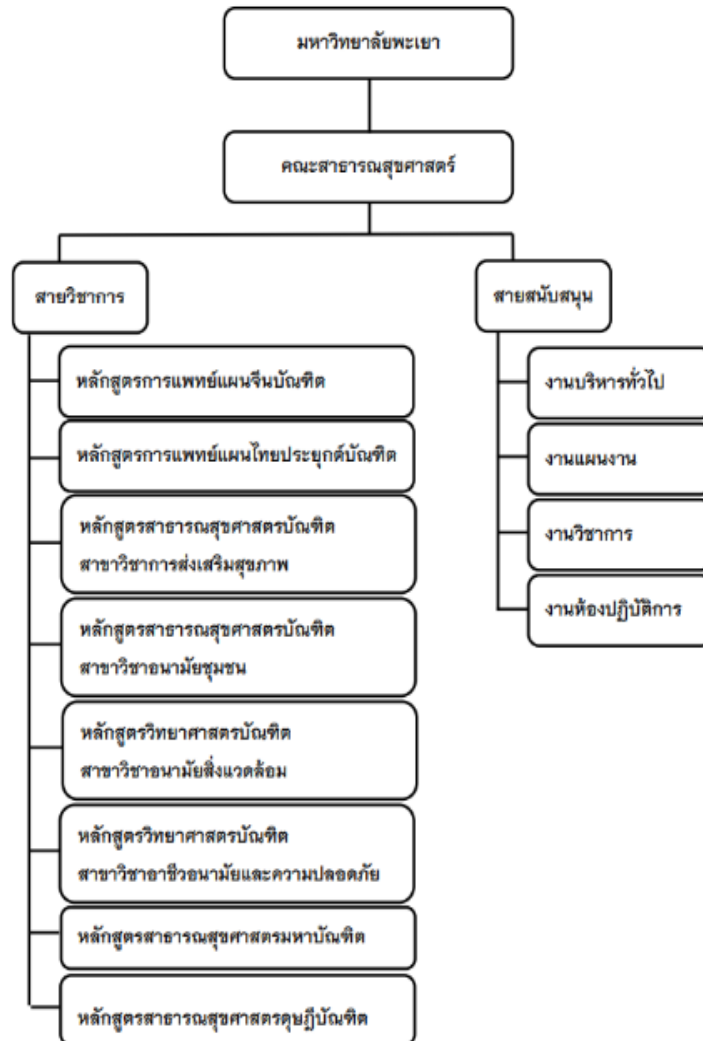 มหาวิทยาลัยพะเยา
คณะสาธารณสุขศาสตร์
สายวิชาการ
หลักสูตรการแพทย์แผนจีนบัณฑิต
หลักสูตรการแพทย์แผนไทยประยุกต์บัณฑิต
หลักสูตรสาธารณสุขศาสตรบัณฑิต
สาขาวิชาการส่งเสริมสุขภาพ
หลักสูตรสาธารณสุขศาสตรบัณฑิต
สาขาวิชาอนามัยชุมชน
หลักสูตรวิทยาศาสตรบัณฑิต
สาขาวิชาอนามัยสิ่งแวดล้อม
หลักสูตรวิทยาศาสตรบัณฑิต
สาขาวิชาอาชีวอนามัยและความปลอดภัย
หลักสูตรสาธารณสุขศาสตรมหาบัณฑิต
หลักสูตรสาธารณสุขศาสตรดุษฎีบัณฑิต
สายสนับสนุน
งานบริหารทั่วไป
งานแผนงาน
งานวิชาการ
งานห้องปฏิบัติการ